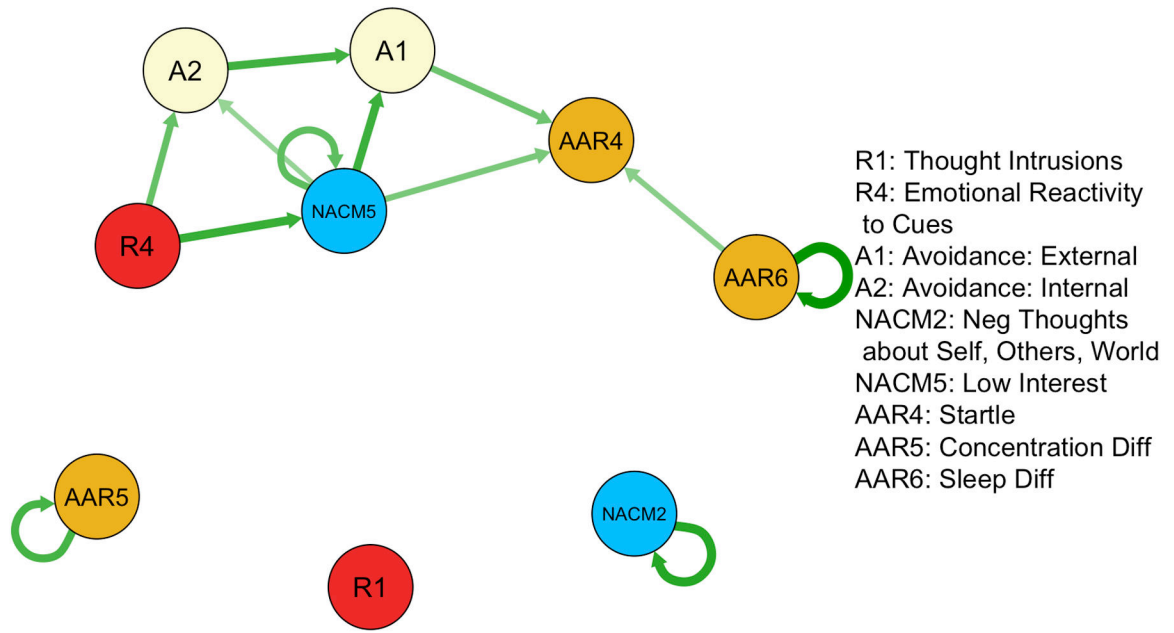 A2
A1
AAR4
NACM5
R4
AAR6
AAR5
NACM2
R1
R1: Thought Intrusions
R4: Emotional Reactivity
to Cues
A1: Avoidance: External
A2: Avoidance: Internal
NACM2: Neg Thoughts
about Self, Others, World
NACM5: Low Interest
AAR4: Startle
AAR5: Concentration Diff
AAR6: Sleep Diff